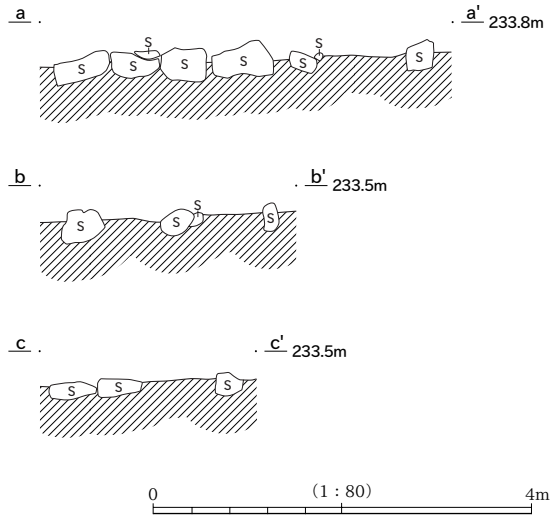 a a' 233.8m
S S
S S S S S S
b b' 233.5m
S
S S S
c c' 233.5m
S S S
0 (1 : 80) 4m